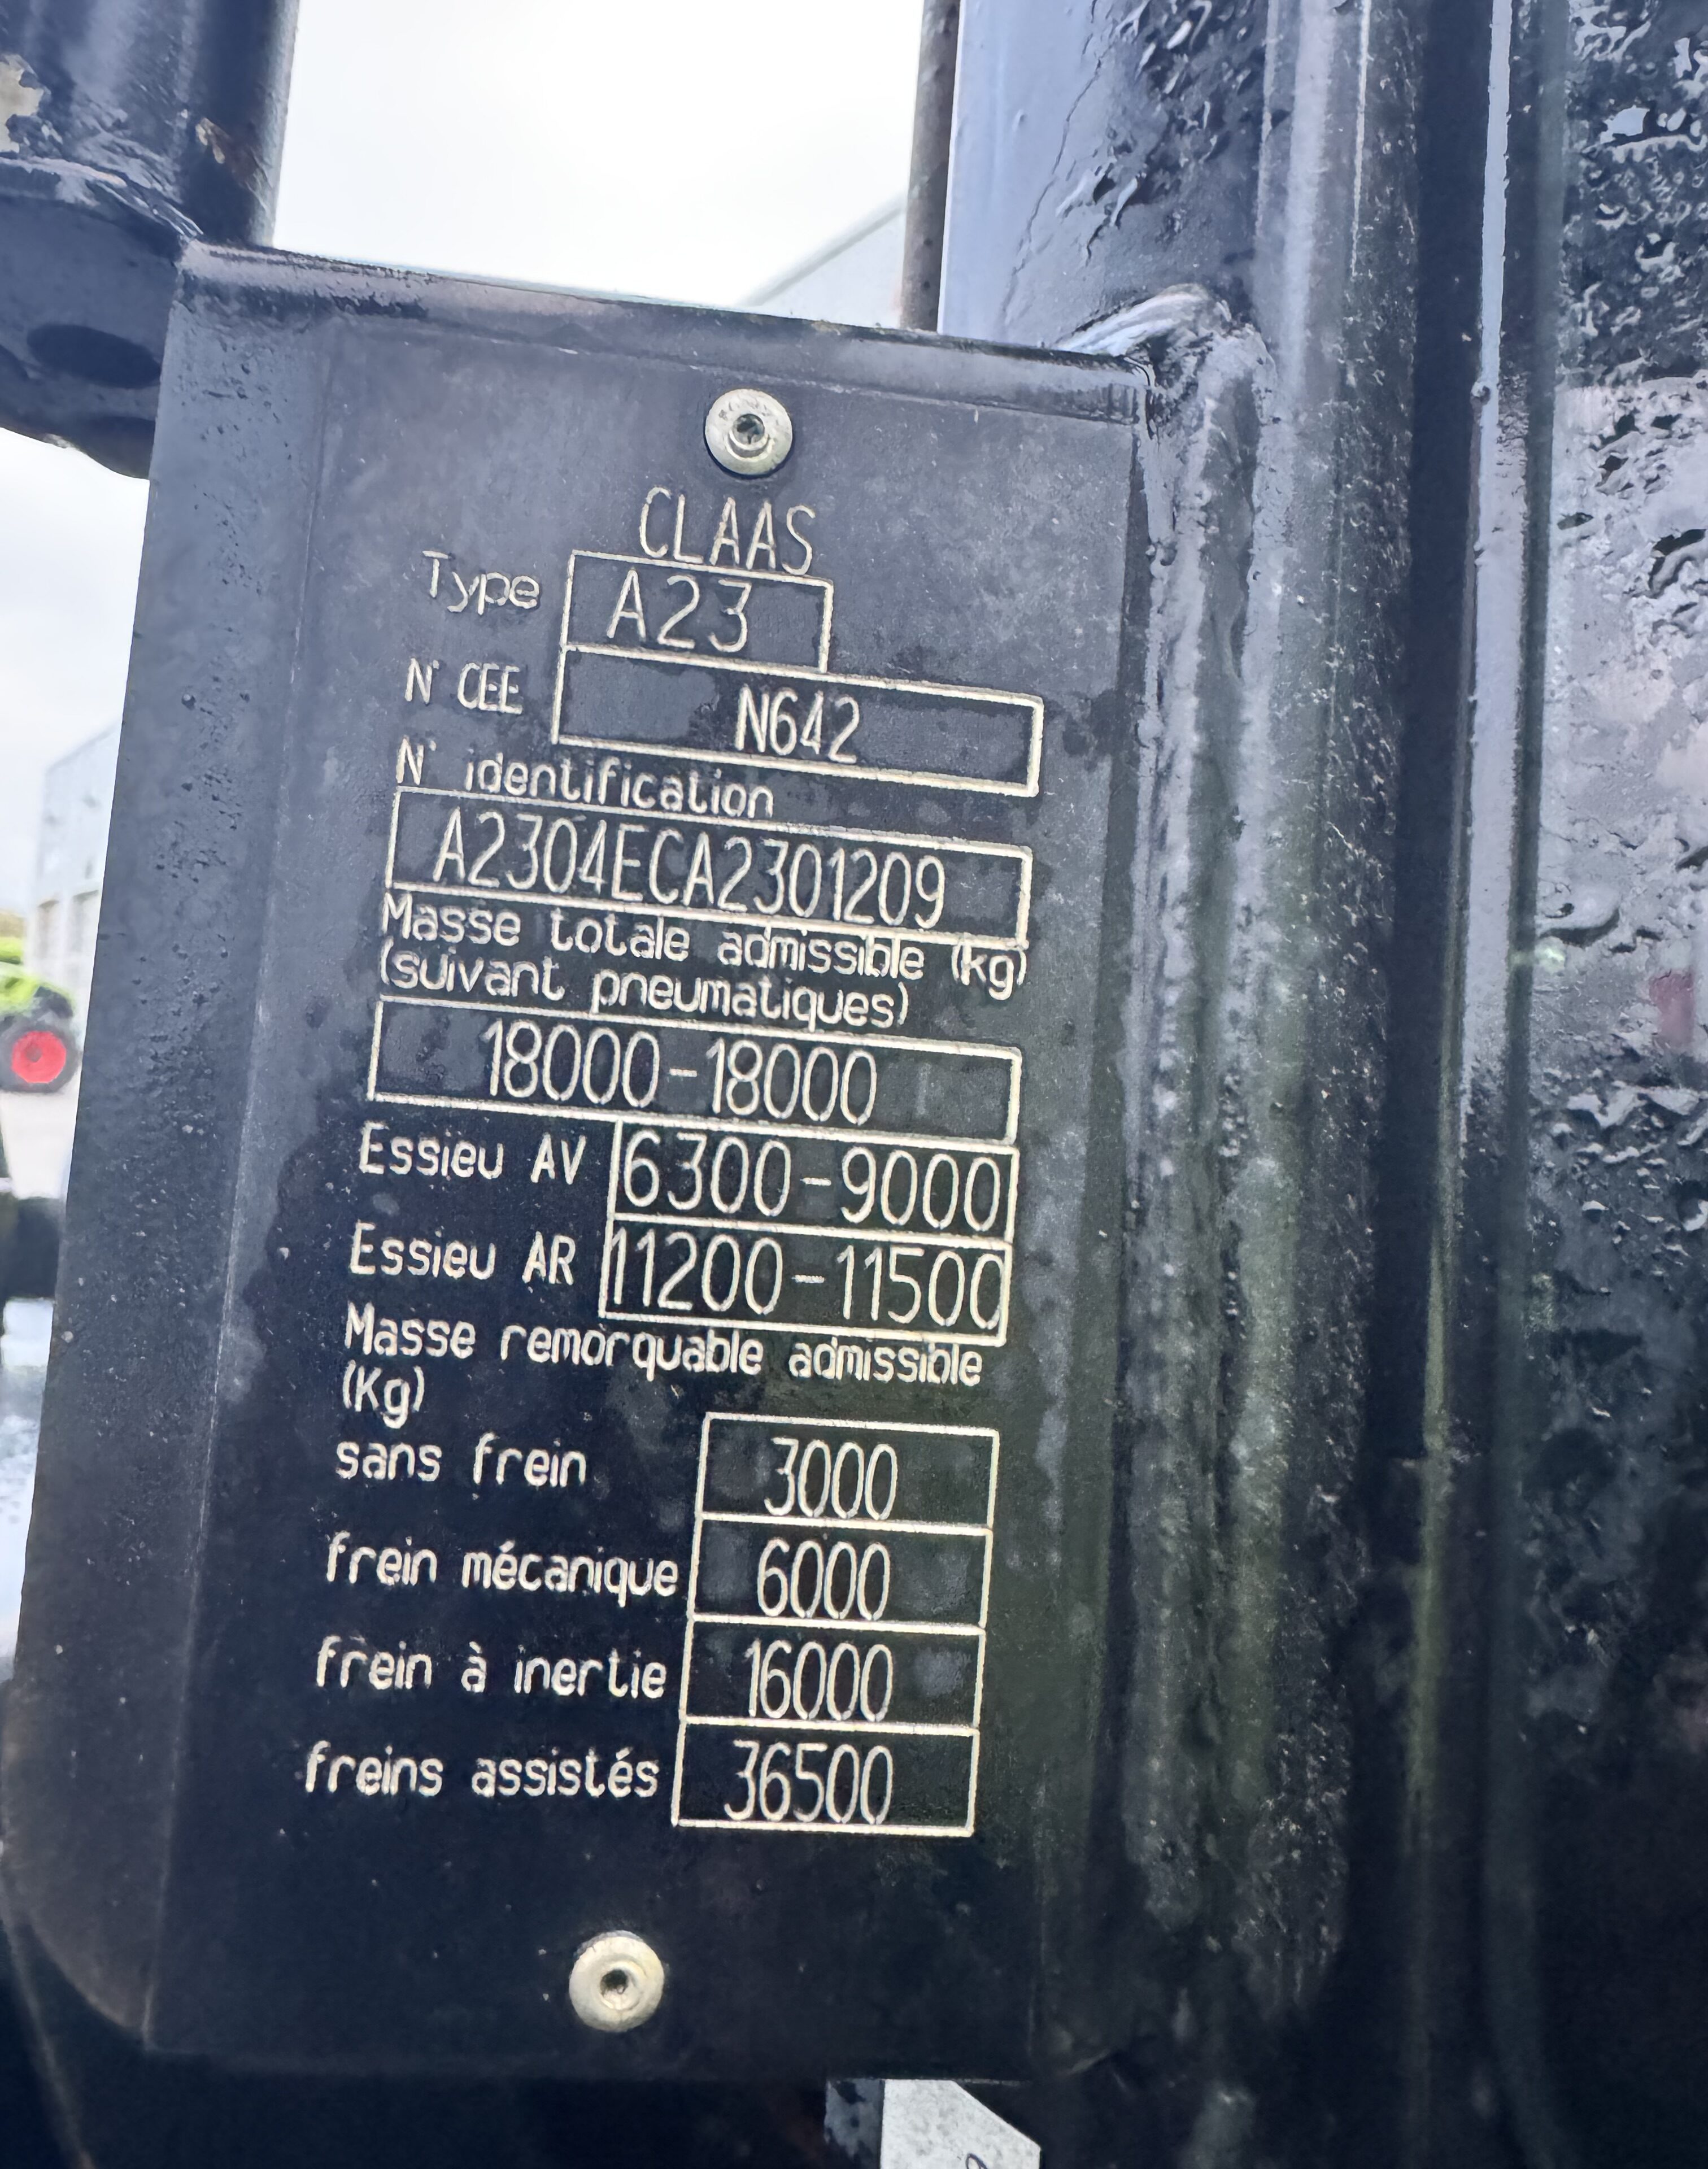 CLAAS
Type A23
N° CEE N642
N° identification
A2304ECA2301209
Masse totale admissible (kg)
(suivant pneumatiques)
18000-18000
Essieu AV 6300-9000
Essieu AR 11200-11500
Masse remorquable admissible
(Kg)
sans frein 3000
frein mécanique 6000
frein à inertie 16000
freins assistés 36500